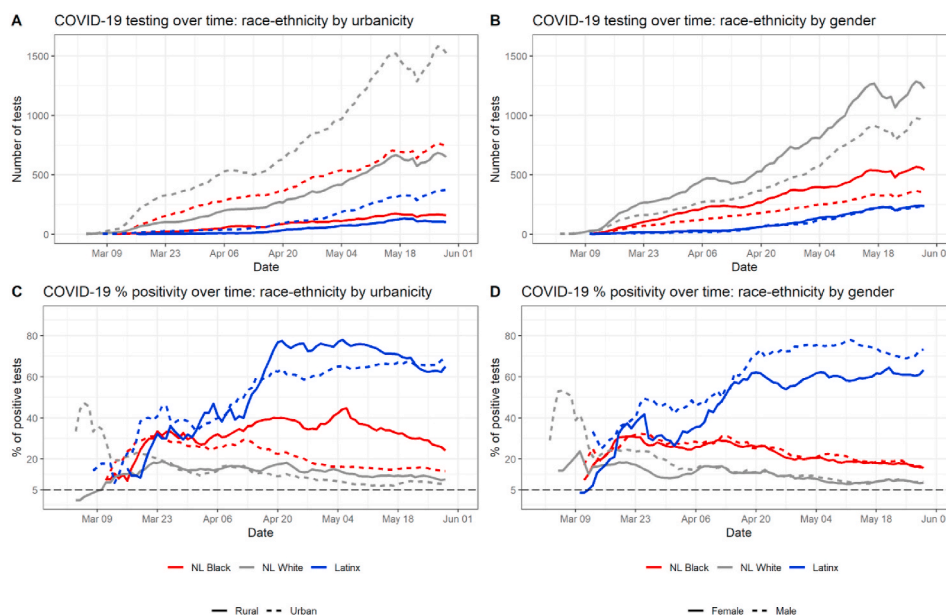 A COVID-19 testing over time: race-ethnicity by urbanicity
Number of tests
1500
1000
500
0
Mar 09 Mar 23 Apr 06 Apr 20 May 04 May 18 Jun 01
Date
B COVID-19 testing over time: race-ethnicity by gender
Number of tests
1500
1000
500
0
Mar 09 Mar 23 Apr 06 Apr 20 May 04 May 18 Jun 0
Date
C COVID-19 % positivity over time: race-ethnicity by urbanicity
% of positive tests
80
60
40
20
5
Mar 09 Mar 23 Apr 06 Apr 20 May 04 May 18 Jun 01
Date
NL Black NL White Latinx
Rural Urban
D COVID-19 % positivity over time: race-ethnicity by gender
% of positive tests
80
60
40
20
5
Mar 09 Mar 23 Apr 06 Apr 20 May 04 May 18 Jun 0
Date
NL Black NL White Latinx
Female Male